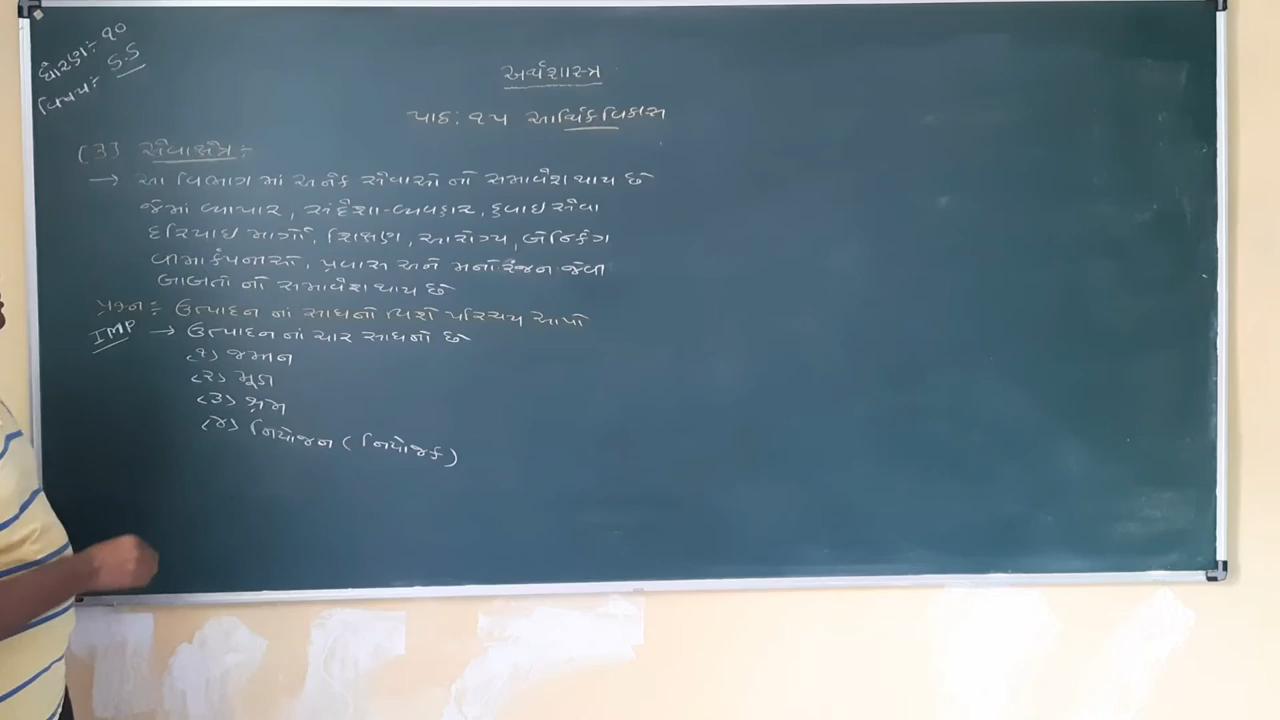 ધોરણ:- ૧૦
વિષય:- S.S
અર્થશાસ્ત્ર
પાઠ: ૧૫ આર્થિક વિકાસ
(૩) સેવાક્ષેત્ર :-
→ આ વિભાગ માં અનેક સેવાઓ નો સમાવેશ થાય છે
જેમાં વ્યાપાર, સંદેશા-વ્યવહાર, હવાઇ સેવા
દરિયાઇ માર્ગો, શિક્ષણ, આરોગ્ય, બેન્કિંગ
વીમા કંપનીઓ, પ્રવાસ અને મનોરંજન જેવી
બાબતો નો સમાવેશ થાય છે
પ્રશ્ન:- ઉત્પાદન નાં સાધનો વિશે પરિચય આપો
IMP → ઉત્પાદન નાં ચાર સાધનો છે
(૧) જમીન
(૨) મૂડી
(૩) શ્રમ
(૪) નિયોજન ( નિયોજક )